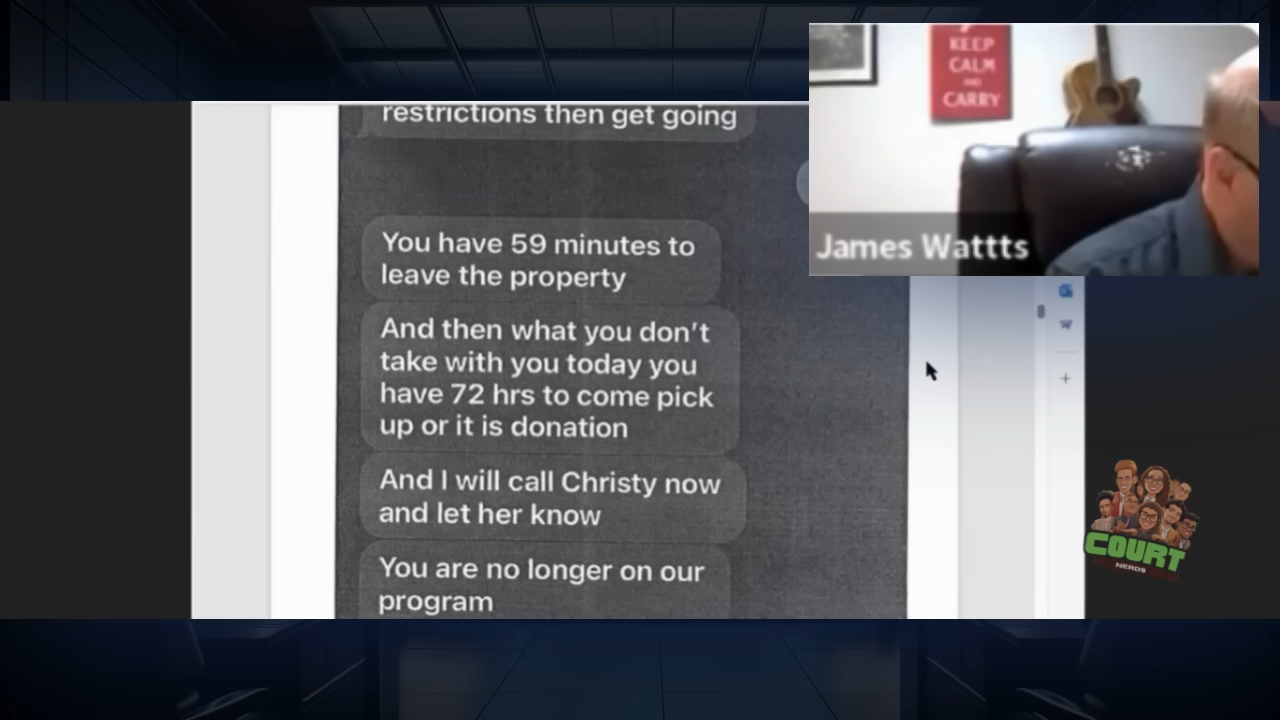 restrictions then get going
You have 59 minutes to
leave the property
And then what you don't
take with you today you
have 72 hrs to come pick
up or it is donation
And I will call Christy now
and let her know
You are no longer on our
program
KEEP
CALM
AND
CARRY
James Wattts
COURT
NERDS